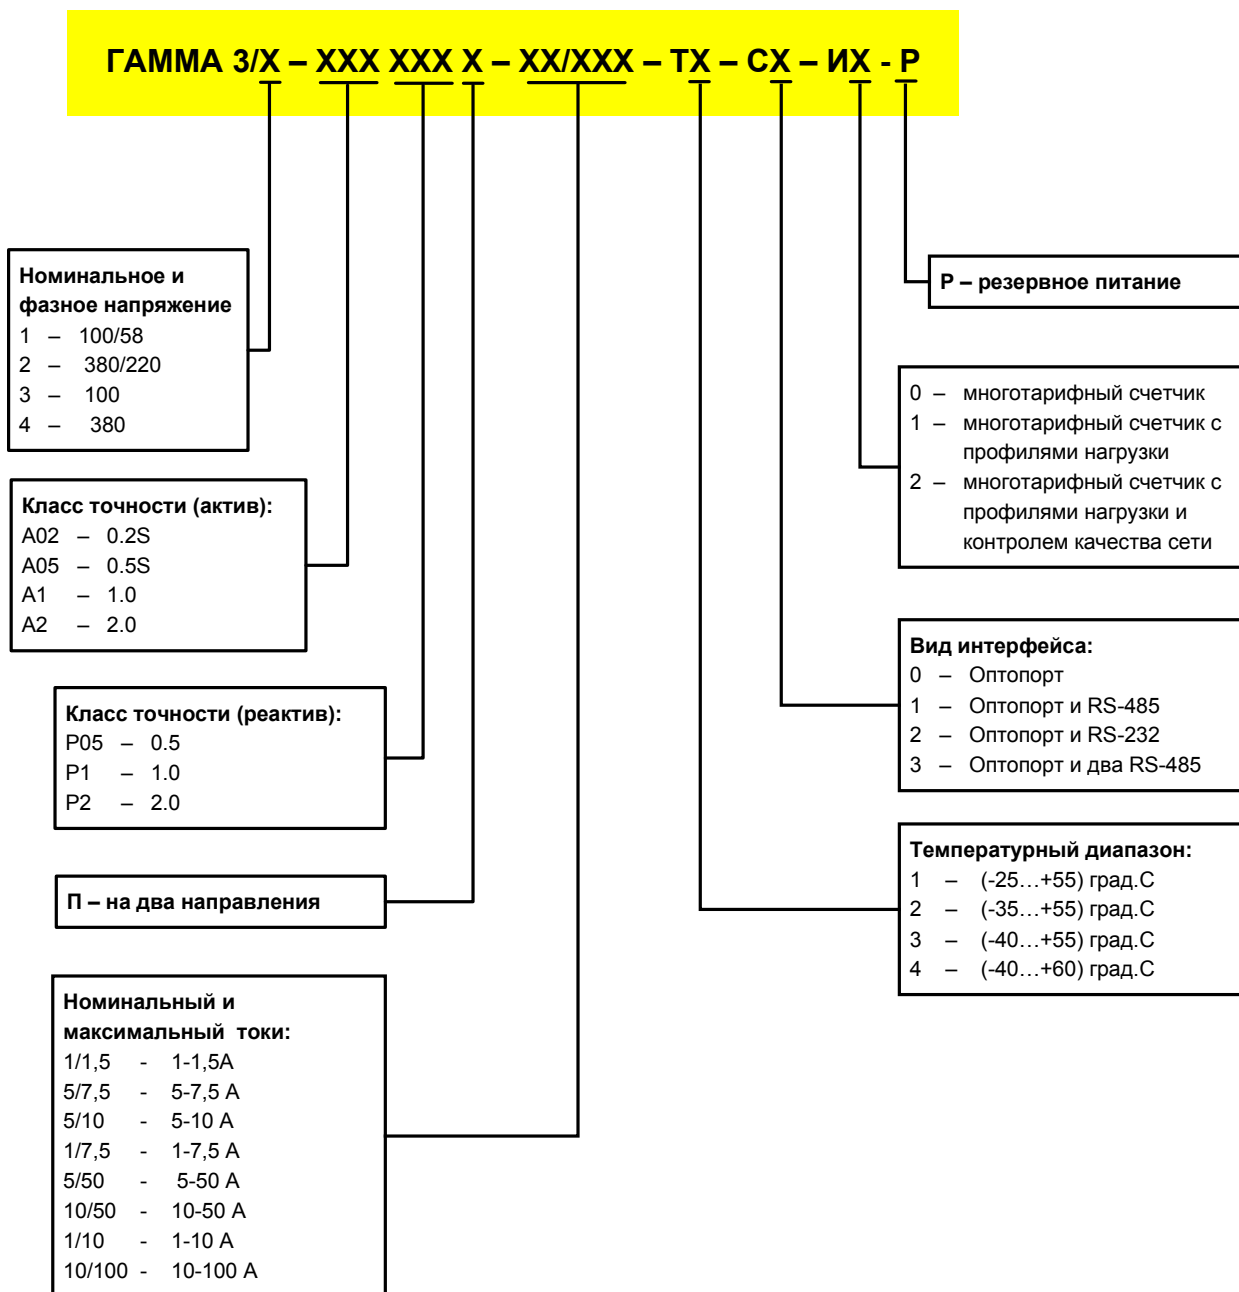 ГАММА 3/Х – ХХХ ХХХ Х – ХХ/ХХХ – ТХ – СХ – ИХ - Р
Номинальное и
фазное напряжение
1 – 100/58
2 – 380/220
3 – 100
4 – 380
Класс точности (актив):
А02 – 0.2S
А05 – 0.5S
А1 – 1.0
А2 – 2.0
Класс точности (реактив):
Р05 – 0.5
Р1 – 1.0
Р2 – 2.0
П – на два направления
Номинальный и
максимальный токи:
1/1,5 - 1-1,5А
5/7,5 - 5-7,5 А
5/10 - 5-10 А
1/7,5 - 1-7,5 А
5/50 - 5-50 А
10/50 - 10-50 А
1/10 - 1-10 А
10/100 - 10-100 А
Р – резервное питание
0 – многотарифный счетчик
1 – многотарифный счетчик с
профилями нагрузки
2 – многотарифный счетчик с
профилями нагрузки и
контролем качества сети
Вид интерфейса:
0 – Оптопорт
1 – Оптопорт и RS-485
2 – Оптопорт и RS-232
3 – Оптопорт и два RS-485
Температурный диапазон:
1 – (-25…+55) град.С
2 – (-35…+55) град.С
3 – (-40…+55) град.С
4 – (-40…+60) град.С